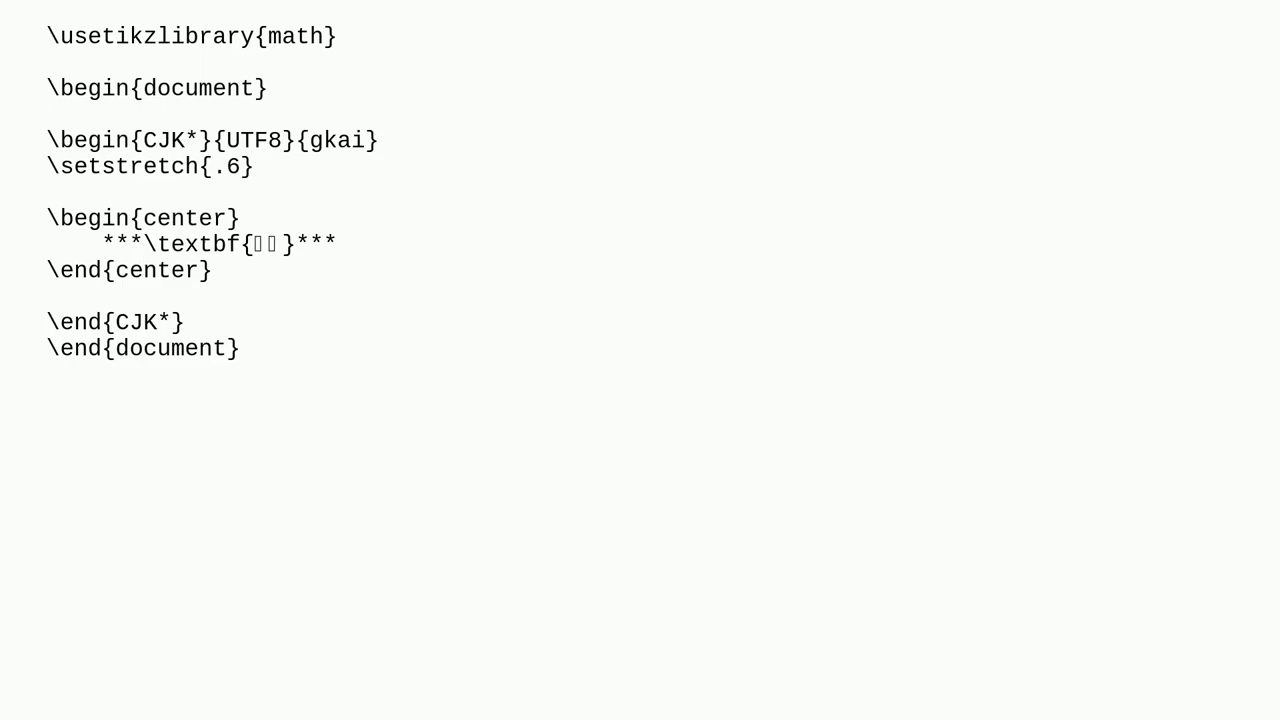 \usetikzlibrary{math}
\begin{document}
\begin{CJK*}{UTF8}{gkai}
\setstretch{.6}
\begin{center}
***\textbf{}***
\end{center}
\end{CJK*}
\end{document}